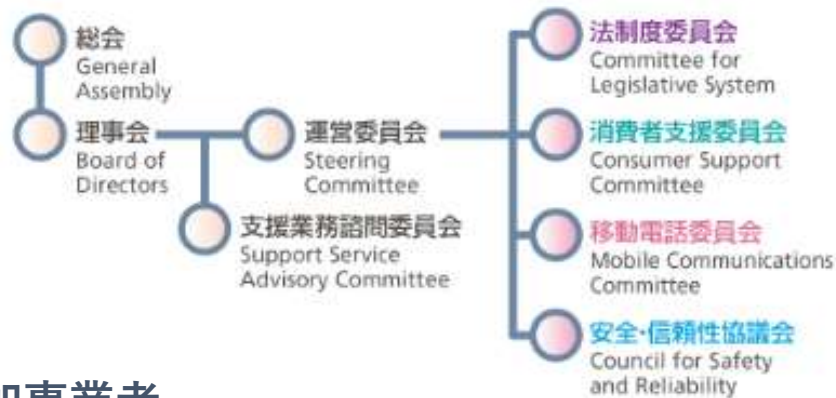 総会
General
Assembly
理事会
Board of
Directors
運営委員会
Steering
Committee
支援業務諮問委員会
Support Service
Advisory Committee
法制度委員会
Committee for
Legislative System
消費者支援委員会
Consumer Support
Committee
移動電話委員会
Mobile Communications
Committee
安全・信頼性協議会
Council for Safety
and Reliability
事業者